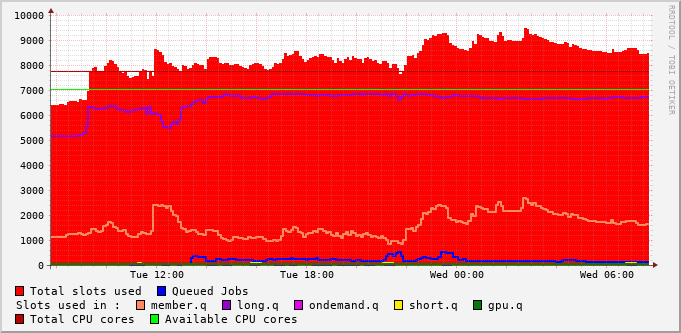 10000
9000
8000
7000
6000
5000
4000
3000
2000
1000
0
Tue 12:00 Tue 18:00 Wed 00:00 Wed 06:00
Total slots used Queued Jobs
Slots used in : member.q long.q ondemand.q short.q gpu.q
Total CPU cores Available CPU cores
RRDTOOL / TOBI OETIKER